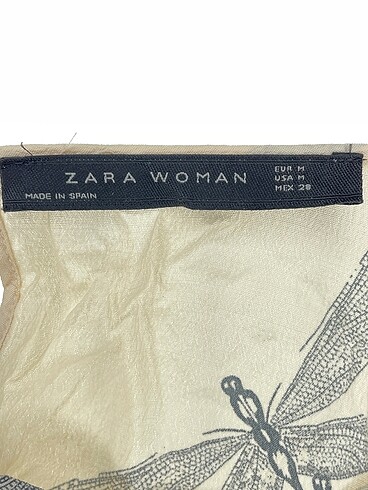 ZARA WOMAN
EUR M
USA M
MEX 28
MADE IN SPAIN